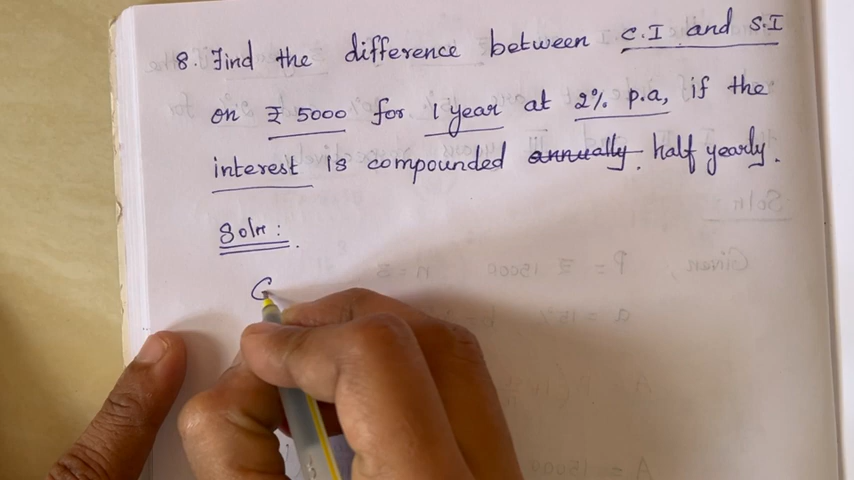 8. Find the difference between C.I and S.I
on ₹ 5000 for 1 year at 2% p.a, if the
interest is compounded annually. half yearly.
Soln:
G